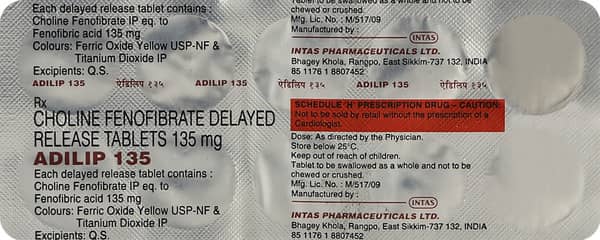 Each delayed release tablet contains :
Choline Fenofibrate IP eq. to
Fenofibric acid 135 mg
Colours: Ferric Oxide Yellow USP-NF &
Titanium Dioxide IP
Excipients: Q.S.
Tablet to be swallowed as a whole and not to be
chewed or crushed.
Mfg. Lic. No. : M/517/09
Manufactured by :
INTAS
INTAS PHARMACEUTICALS LTD.
Bhagey Khola, Rangpo, East Sikkim-737 132, INDIA
85 1176 1 8807452
ADILIP 135 ऐडिलिप १३५ ADILIP 135 ऐडिलिप १३५ ADILIP 135 ऐडिलिप १३५ ADILIP 135
Rx
CHOLINE FENOFIBRATE DELAYED
RELEASE TABLETS 135 mg
ADILIP 135
Each delayed release tablet contains :
Choline Fenofibrate IP eq. to
Fenofibric acid 135 mg
Colours: Ferric Oxide Yellow USP-NF &
Titanium Dioxide IP
Excipients: Q.S.
SCHEDULE 'H' PRESCRIPTION DRUG – CAUTION:
Not to be sold by retail without the prescription of a
Cardiologist.
Dose: As directed by the Physician.
Store below 25°C.
Keep out of reach of children.
Tablet to be swallowed as a whole and not to be
chewed or crushed.
Mfg. Lic. No. : M/517/09
Manufactured by :
INTAS
INTAS PHARMACEUTICALS LTD.
Bhagey Khola, Rangpo, East Sikkim-737 132, INDIA
85 1176 1 8807452